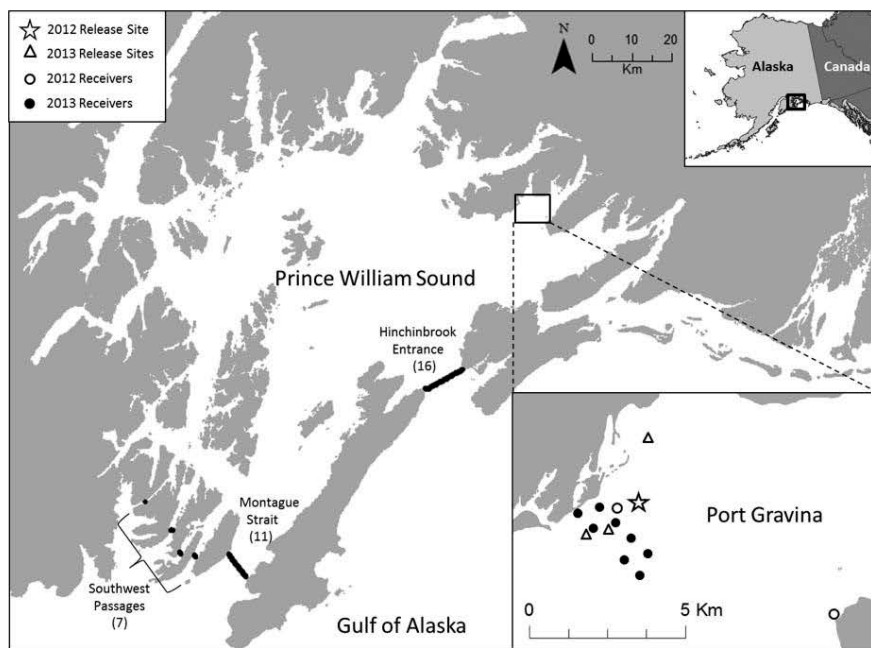 2012 Release Site
2013 Release Sites
2012 Receivers
2013 Receivers
N
0 10 20
Km
Alaska
Canada
Prince William Sound
Hinchinbrook
Entrance
(16)
Montague
Strait
(11)
Southwest
Passages
(7)
Gulf of Alaska
Port Gravina
0 5 Km